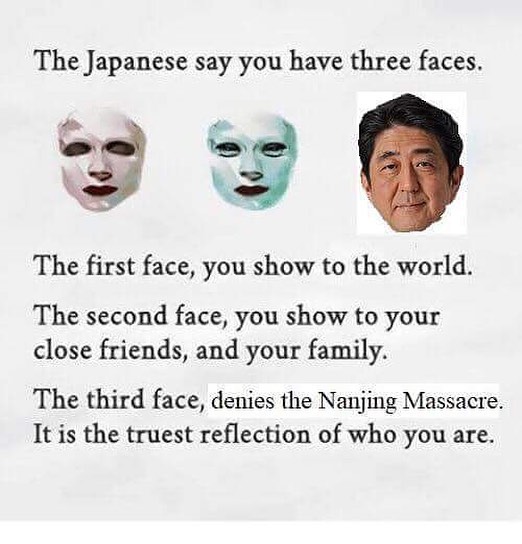 The Japanese say you have three faces.
The first face, you show to the world.
The second face, you show to your
close friends, and your family.
The third face, denies the Nanjing Massacre.
It is the truest reflection of who you are.